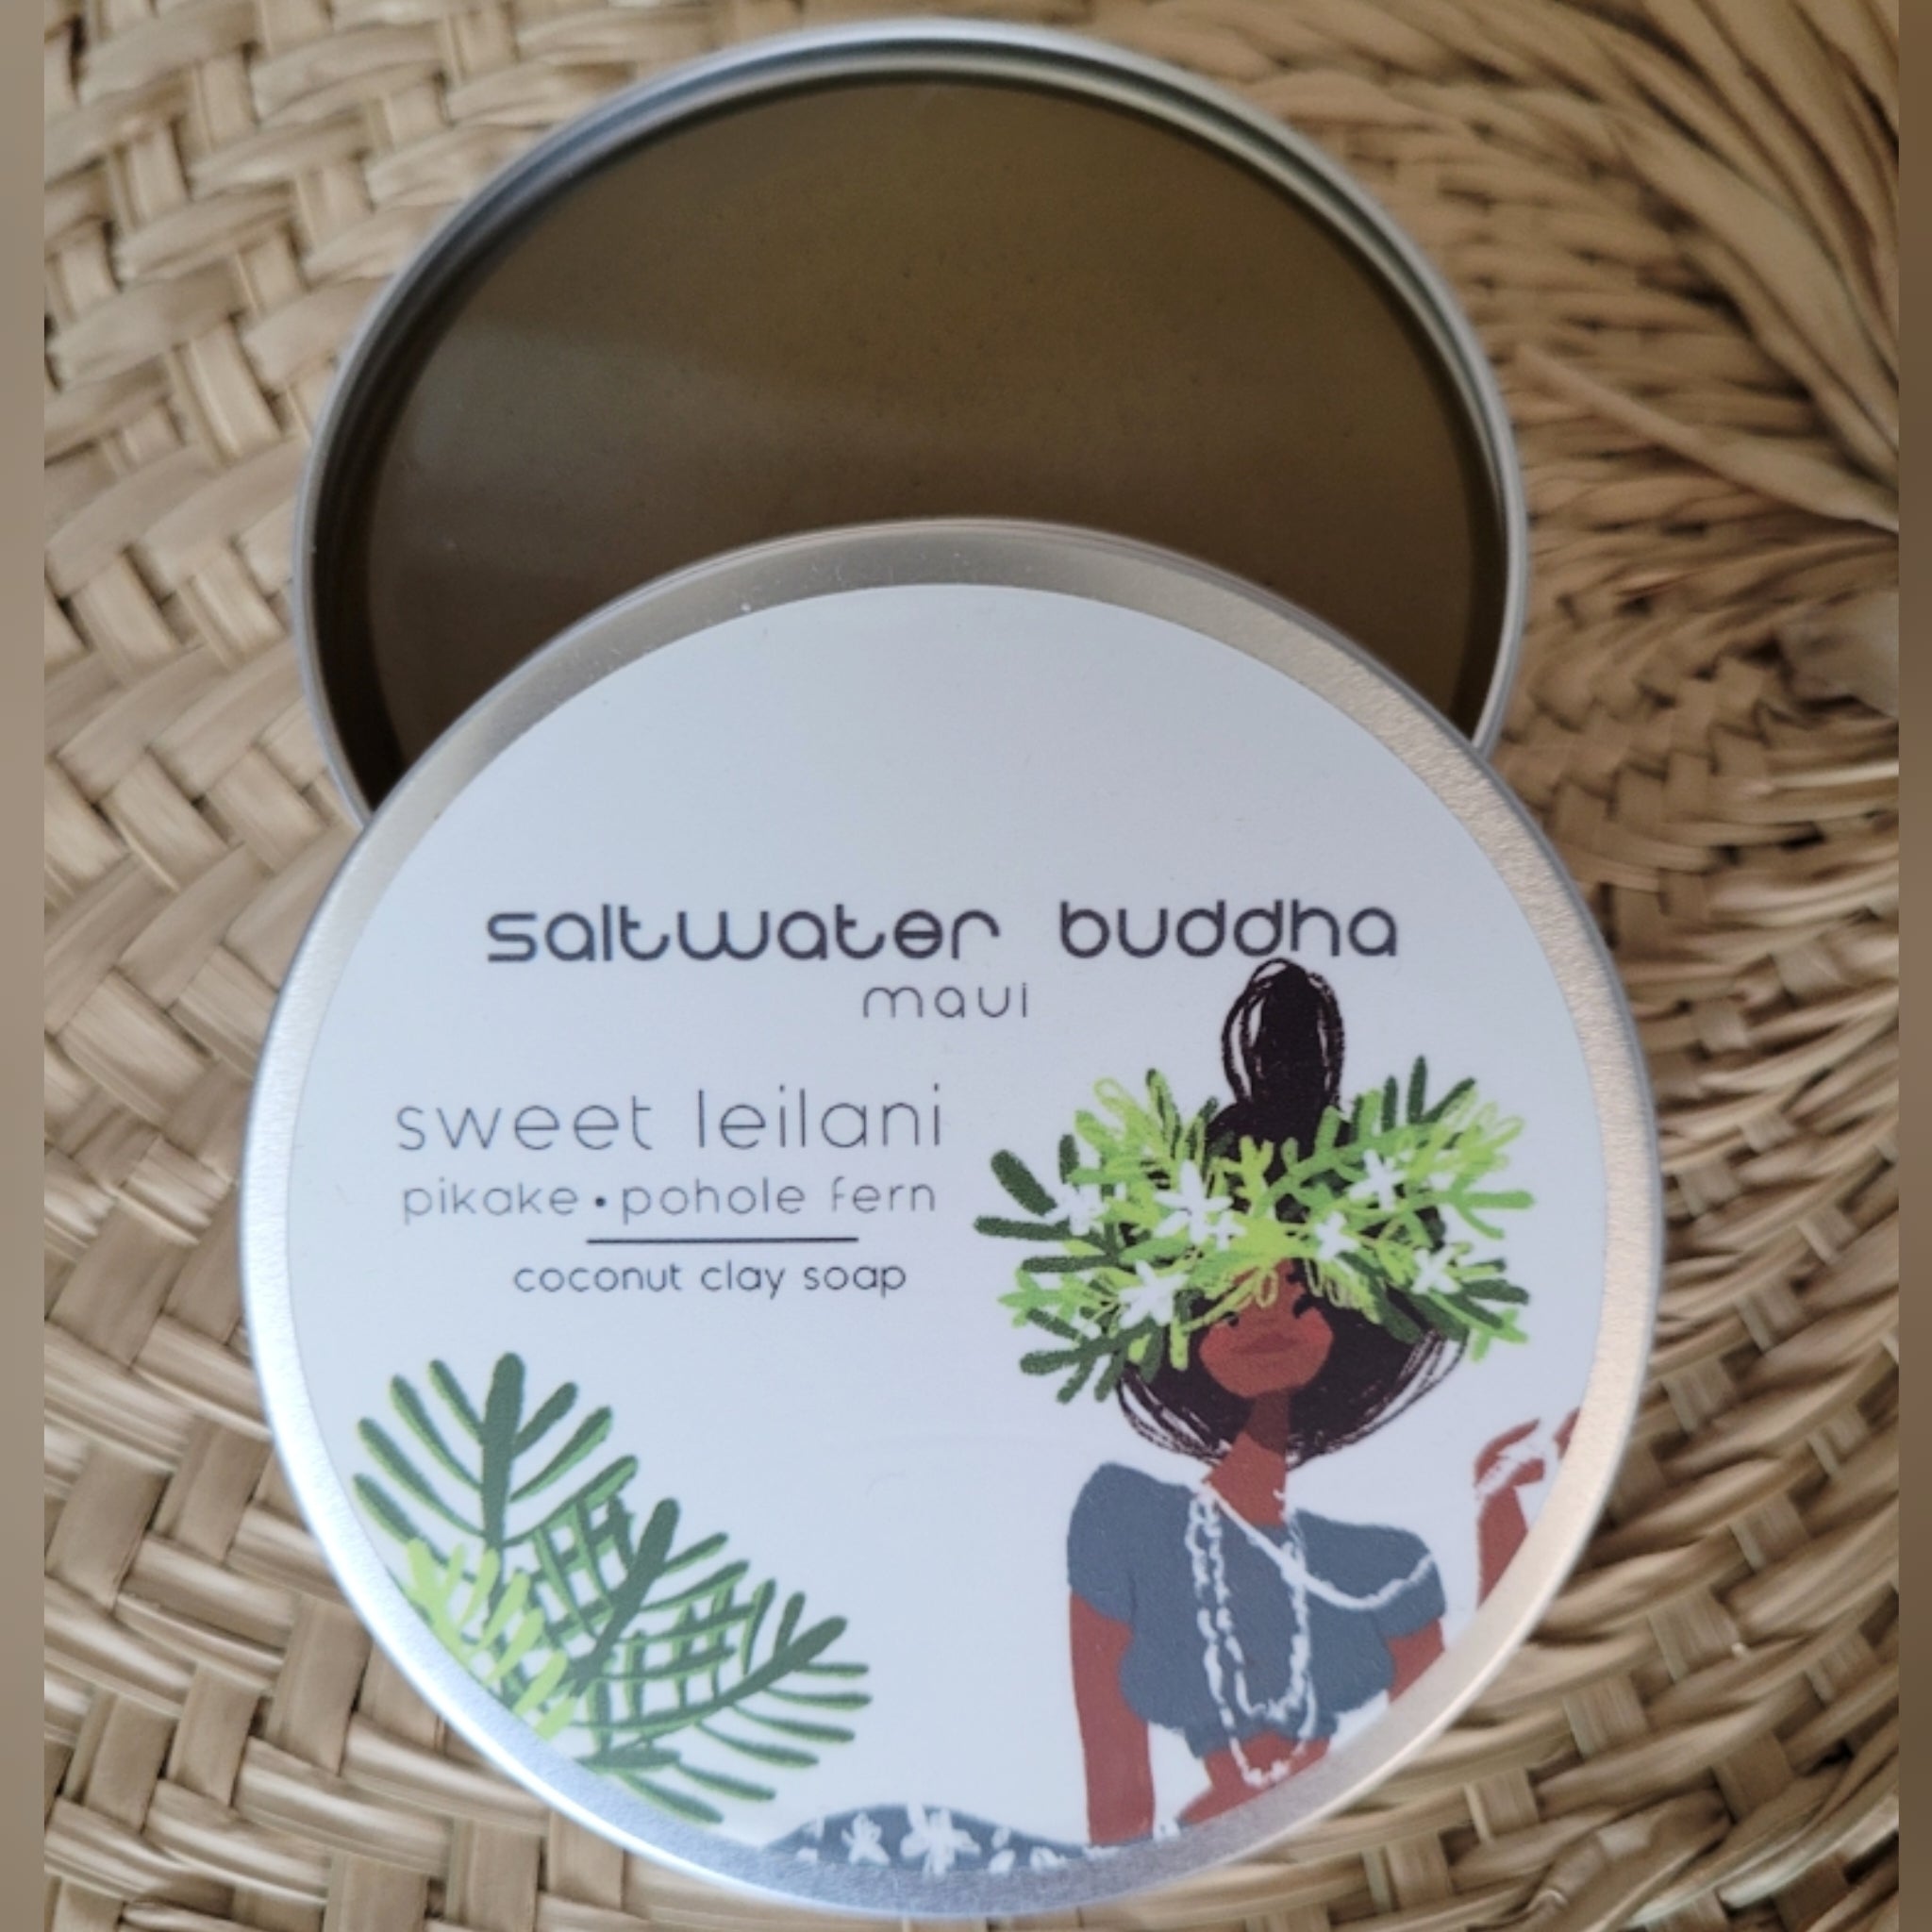 saltwater buddha
maui
sweet leilani
pikake • pohole fern
coconut clay soap